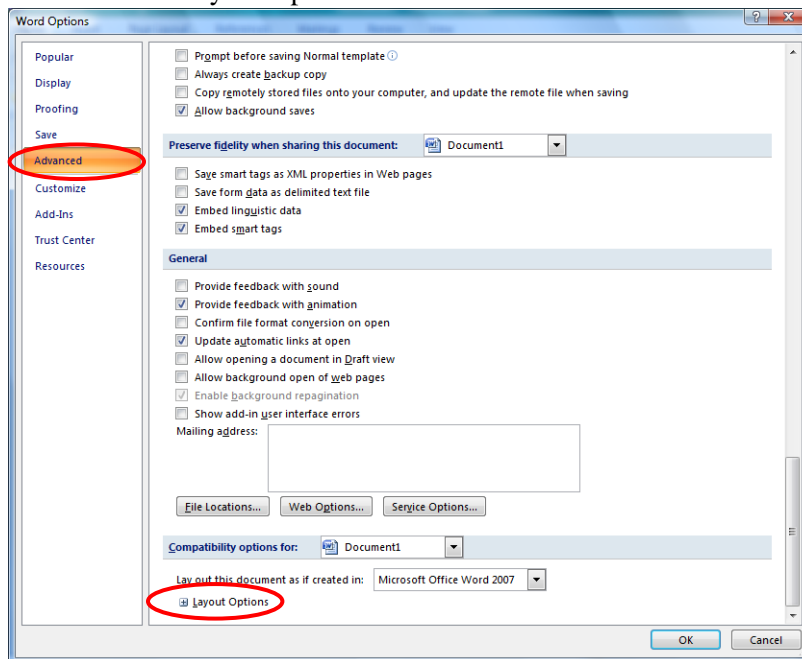 Word Options
Popular
Display
Proofing
Save
Advanced
Customize
Add-Ins
Trust Center
Resources
Prompt before saving Normal template
Always create backup copy
Copy remotely stored files onto your computer, and update the remote file when saving
Allow background saves
Preserve fidelity when sharing this document: Document1
Save smart tags as XML properties in Web pages
Save form data as delimited text file
Embed linguistic data
Embed smart tags
General
Provide feedback with sound
Provide feedback with animation
Confirm file format conversion on open
Update automatic links at open
Allow opening a document in Draft view
Allow background open of web pages
Enable background repagination
Show add-in user interface errors
Mailing address:
File Locations... Web Options... Service Options...
Compatibility options for: Document1
Lay out this document as if created in: Microsoft Office Word 2007
Layout Options
OK Cancel